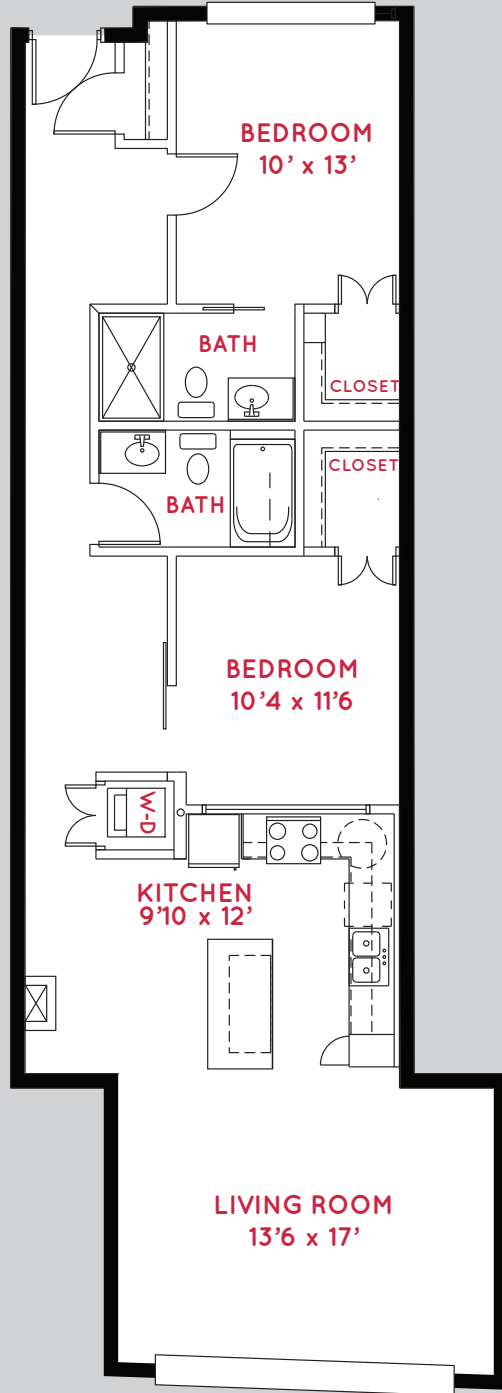 BEDROOM
10' x 13'
BATH
CLOSET
CLOSET
BATH
BEDROOM
10'4 x 11'6
W-D
KITCHEN
9'10 x 12'
LIVING ROOM
13'6 x 17'